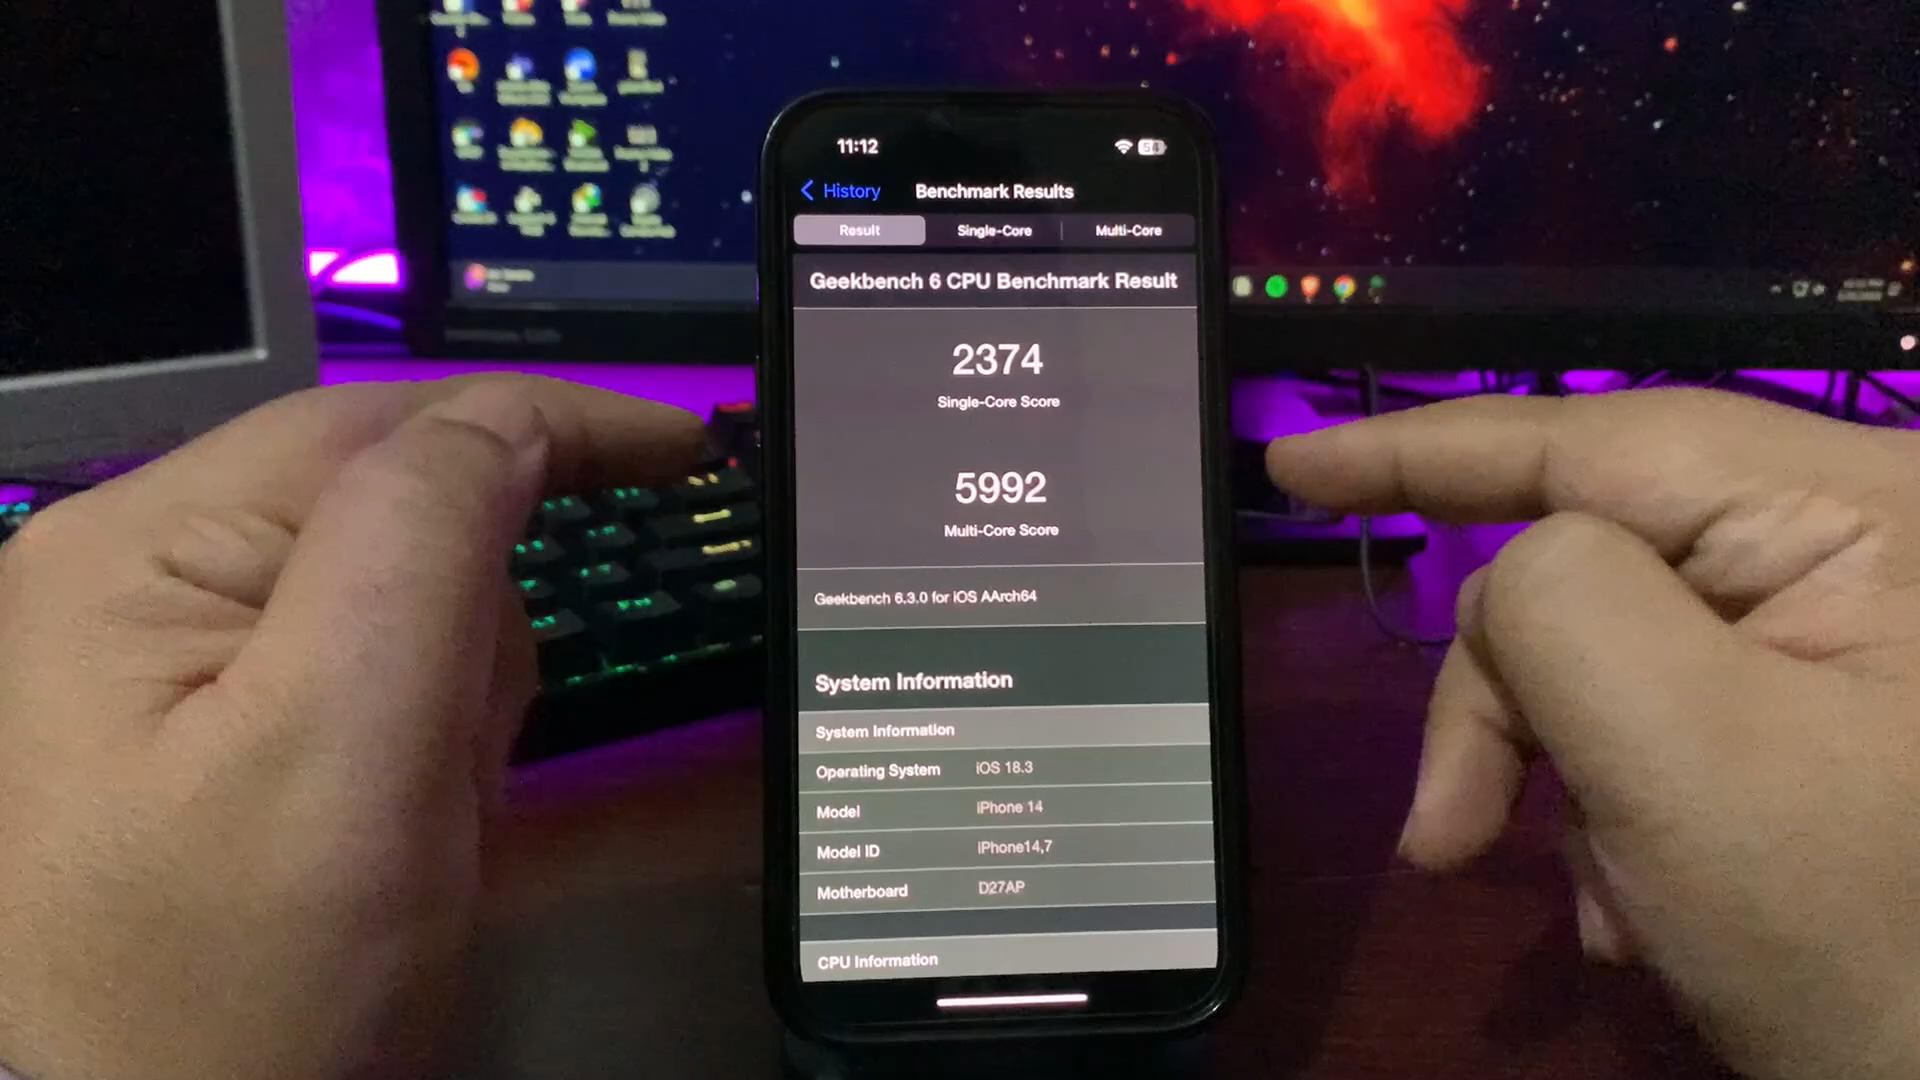 11:12
54
History
Benchmark Results
Result
Single-Core
Multi-Core
Geekbench 6 CPU Benchmark Result
2374
Single-Core Score
5992
Multi-Core Score
Geekbench 6.3.0 for iOS AArch64
System Information
System Information
Operating System iOS 18.3
Model iPhone 14
Model ID iPhone14,7
Motherboard D27AP
CPU Information